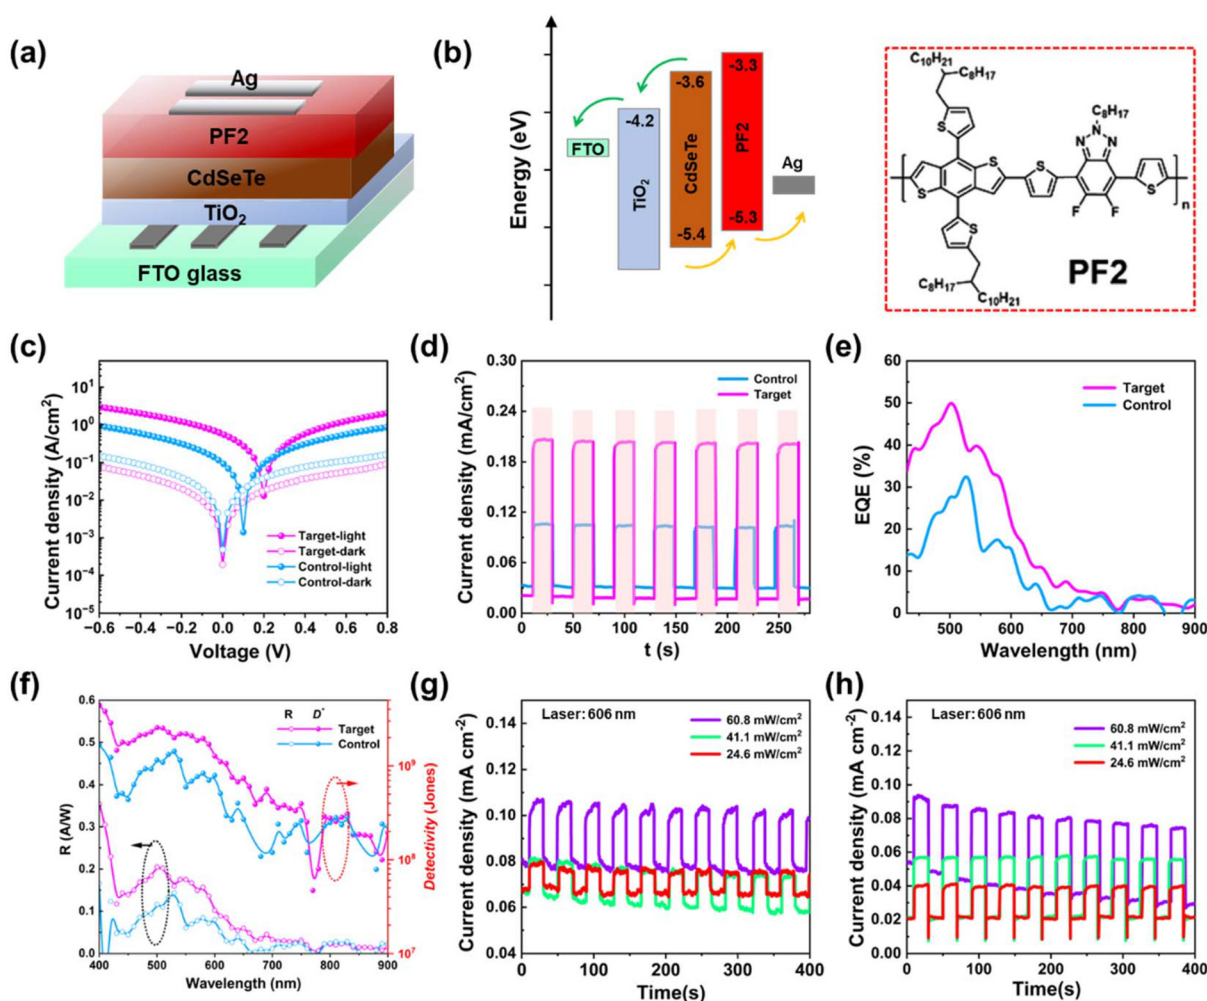 (a)
Ag
PF2
CdSeTe
TiO2
FTO glass
(b)
Energy (eV)
FTO
-4.2
TiO2
-3.6
CdSeTe
-5.4
-3.3
PF2
-5.3
Ag
C10H21
C8H17
S
S
S
S
C8H17
N
N
N
S
F
F
S
n
S
C8H17
C10H21
PF2
(c)
Current density (A/cm2)
10^1
10^0
10^-1
10^-2
10^-3
10^-4
10^-5
Target-light
Target-dark
Control-light
Control-dark
−0.6 −0.4 −0.2 0.0 0.2 0.4 0.6 0.8
Voltage (V)
(d)
Current density (mA/cm2)
0.30
0.24
0.18
0.12
0.06
0.00
Control
Target
0 50 100 150 200 250
t (s)
(e)
EQE (%)
60
50
40
30
20
10
0
Target
Control
500 600 700 800 900
Wavelength (nm)
(f)
R (A/W)
0.6
0.5
0.4
0.3
0.2
0.1
0.0
R D*
Target
Control
10^9
10^8
10^7
Detectivity (Jones)
400 500 600 700 800 900
Wavelength (nm)
(g)
Current density (mA cm-2)
0.14
0.12
0.10
0.08
0.06
0.04
Laser: 606 nm
60.8 mW/cm2
41.1 mW/cm2
24.6 mW/cm2
0 100 200 300 400
Time(s)
(h)
Current density (mA cm-2)
0.14
0.12
0.10
0.08
0.06
0.04
0.02
0.00
Laser: 606 nm
60.8 mW/cm2
41.1 mW/cm2
24.6 mW/cm2
0 100 200 300 400
Time(s)